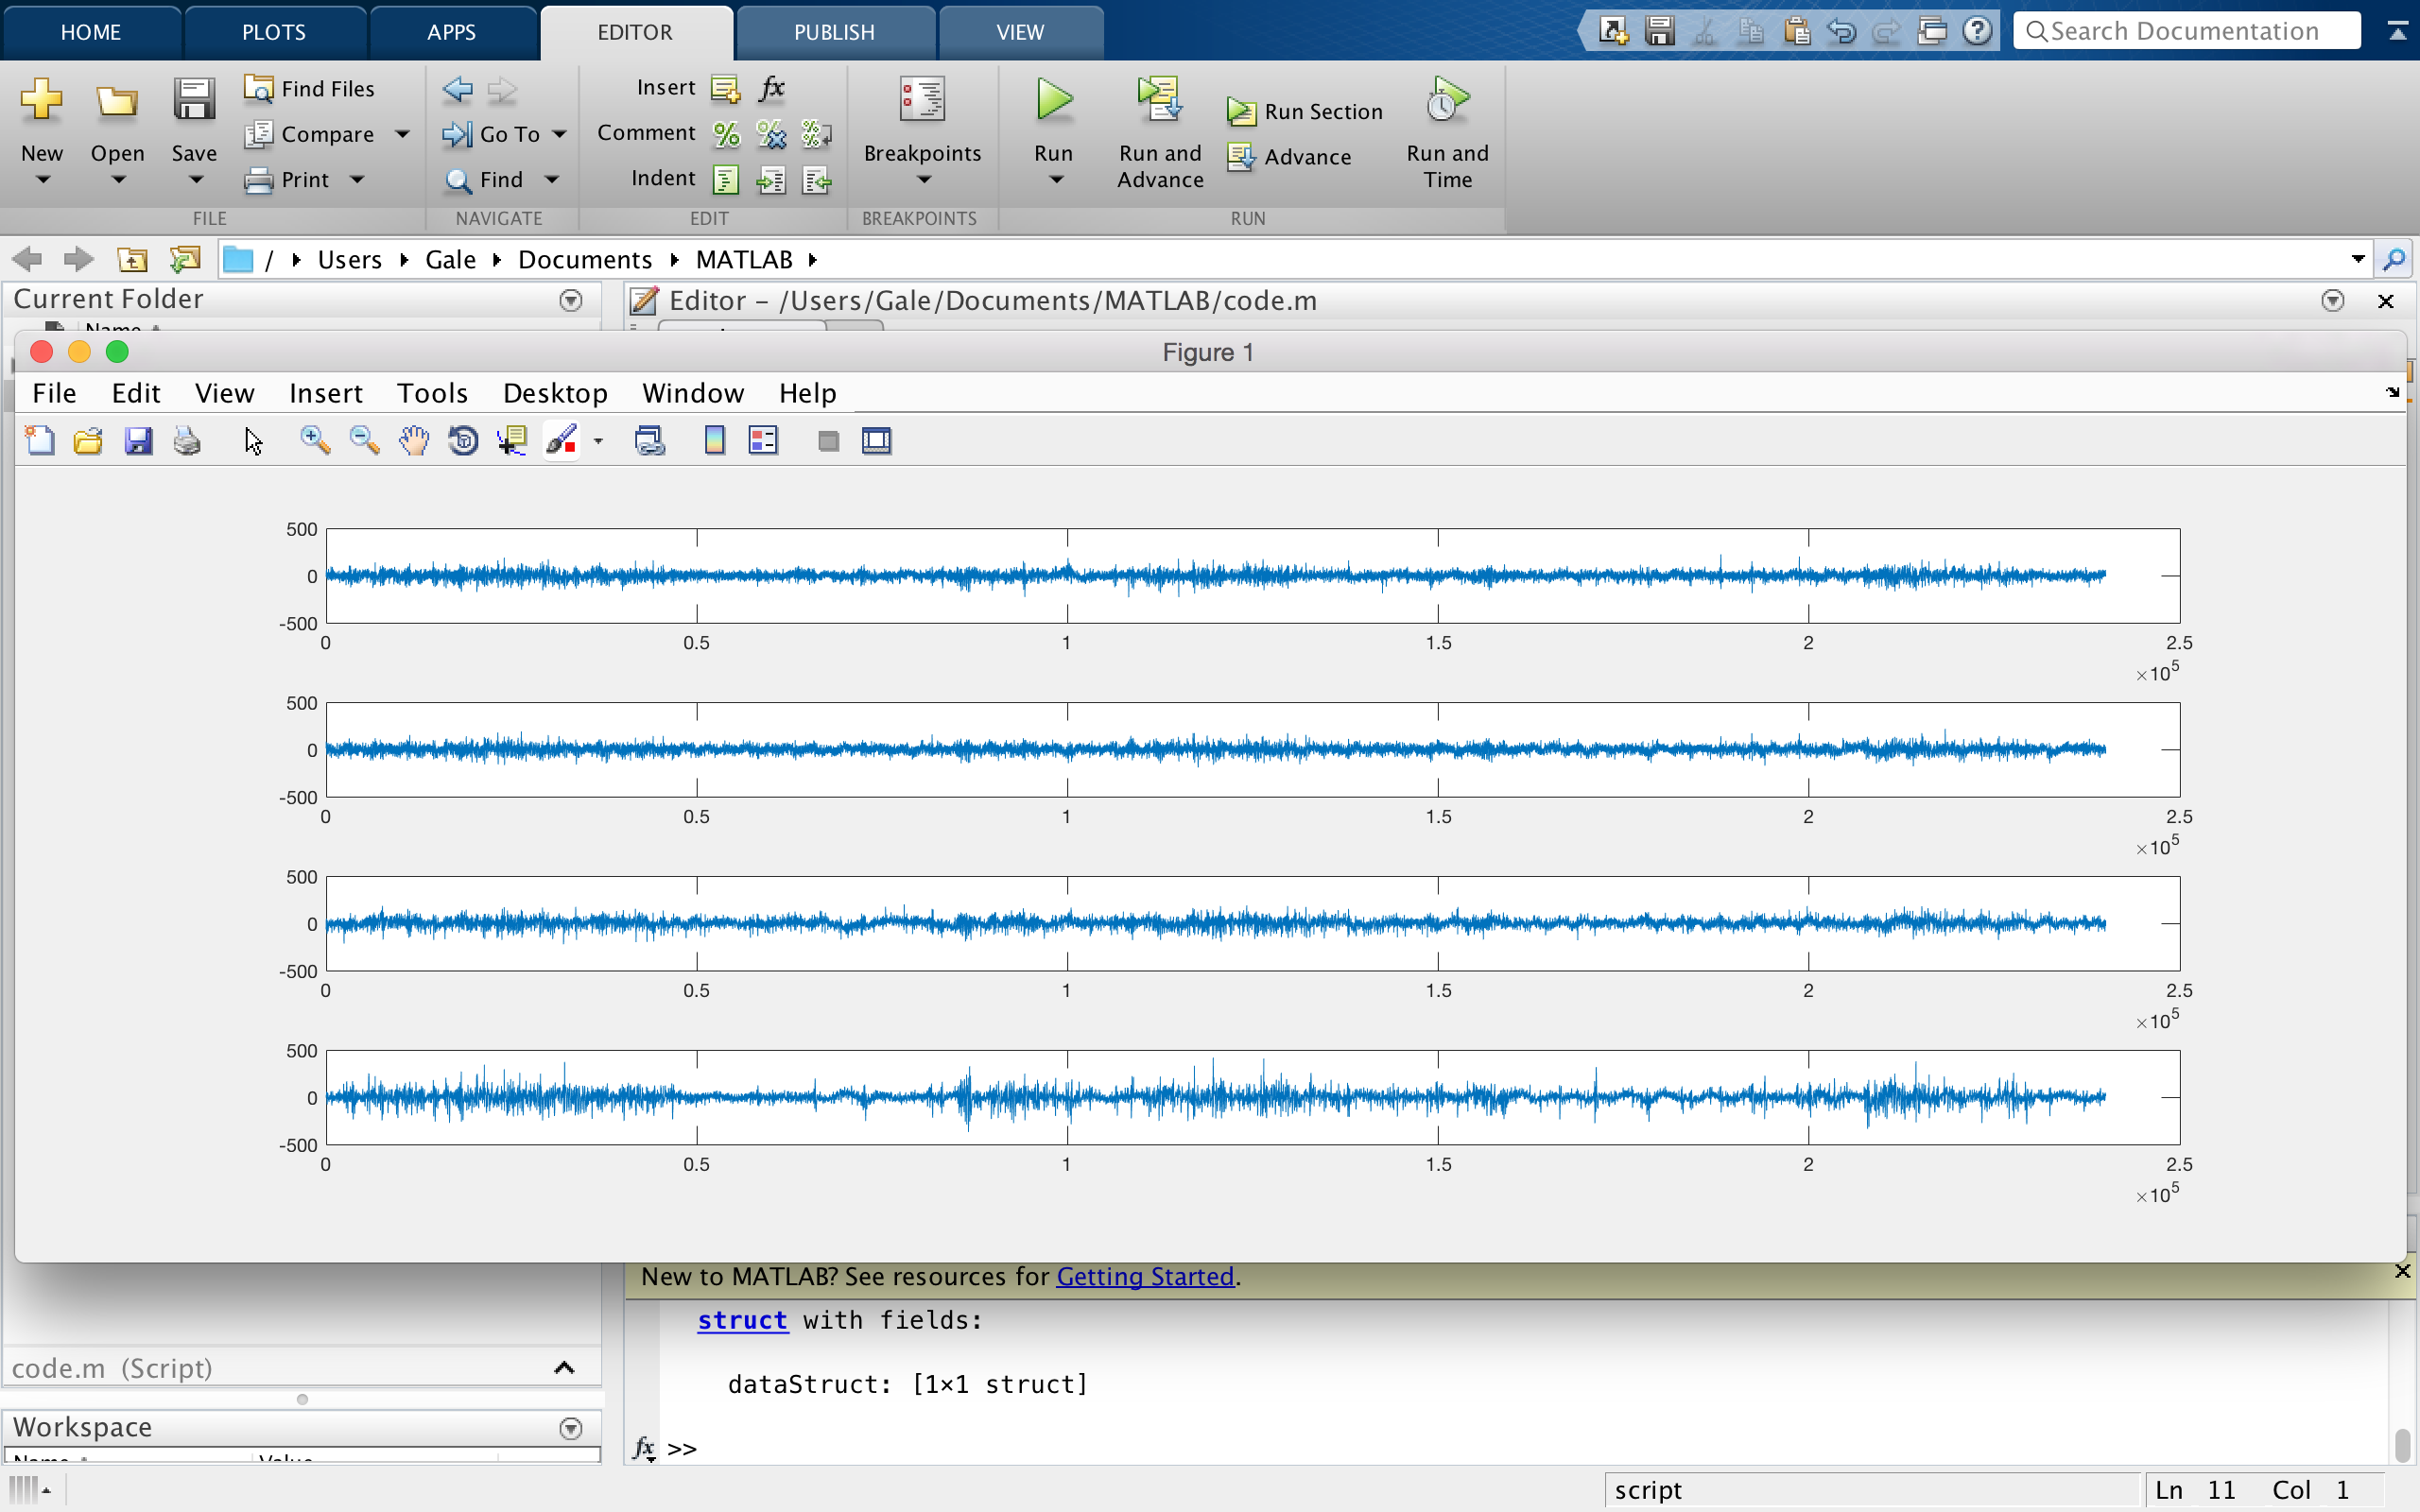 HOME PLOTS APPS EDITOR PUBLISH VIEW Search Documentation
New Open Save Find Files Compare Print
FILE
Go To Find
NAVIGATE
Insert fx
Comment
Indent
EDIT
Breakpoints
BREAKPOINTS
Run Run and Advance Run Section Advance Run and Time
RUN
/ Users Gale Documents MATLAB
Current Folder
Name
Editor – /Users/Gale/Documents/MATLAB/code.m
Figure 1
File Edit View Insert Tools Desktop Window Help
500
0
-500
0 0.5 1 1.5 2 2.5
×10^5
500
0
-500
0 0.5 1 1.5 2 2.5
×10^5
500
0
-500
0 0.5 1 1.5 2 2.5
×10^5
500
0
-500
0 0.5 1 1.5 2 2.5
×10^5
New to MATLAB? See resources for Getting Started.
struct with fields:
dataStruct: [1×1 struct]
fx >>
code.m (Script)
Workspace
Name Value
script Ln 11 Col 1